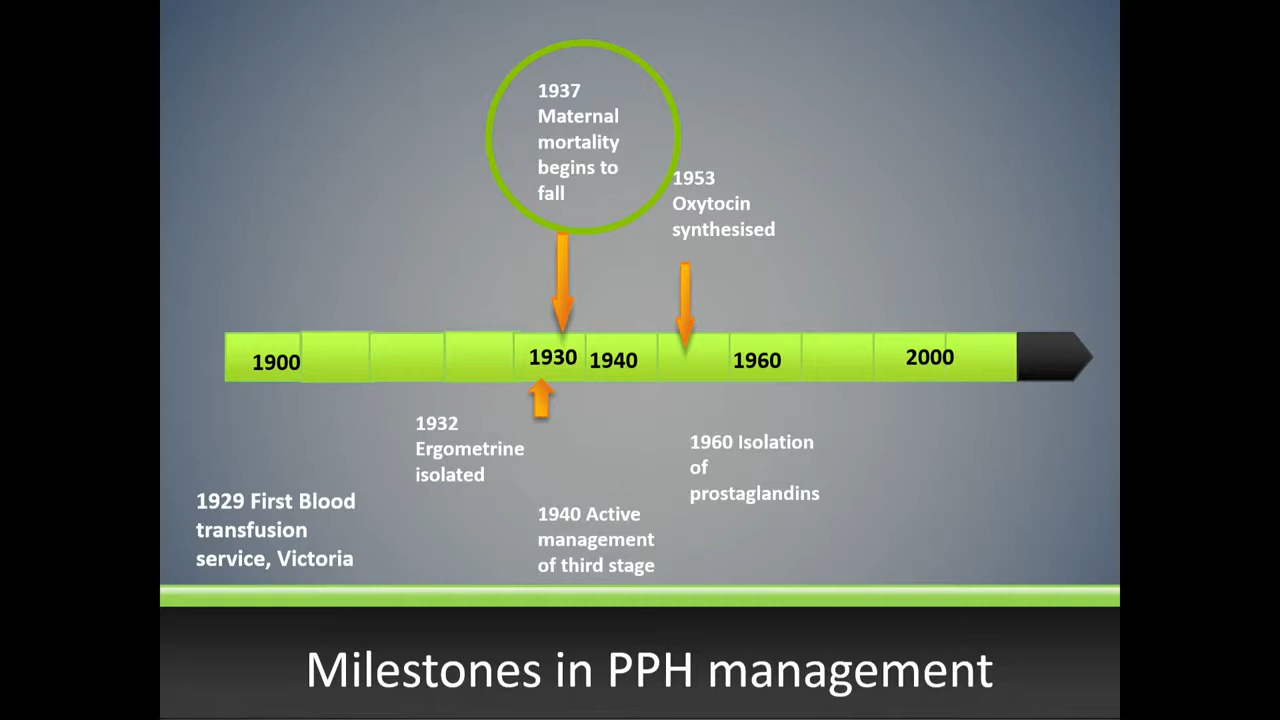 1937
Maternal
mortality
begins to
fall
1953
Oxytocin
synthesised
1900
1930
1940
1960
2000
1932
Ergometrine
isolated
1960 Isolation
of
prostaglandins
1929 First Blood
transfusion
service, Victoria
1940 Active
management
of third stage
Milestones in PPH management